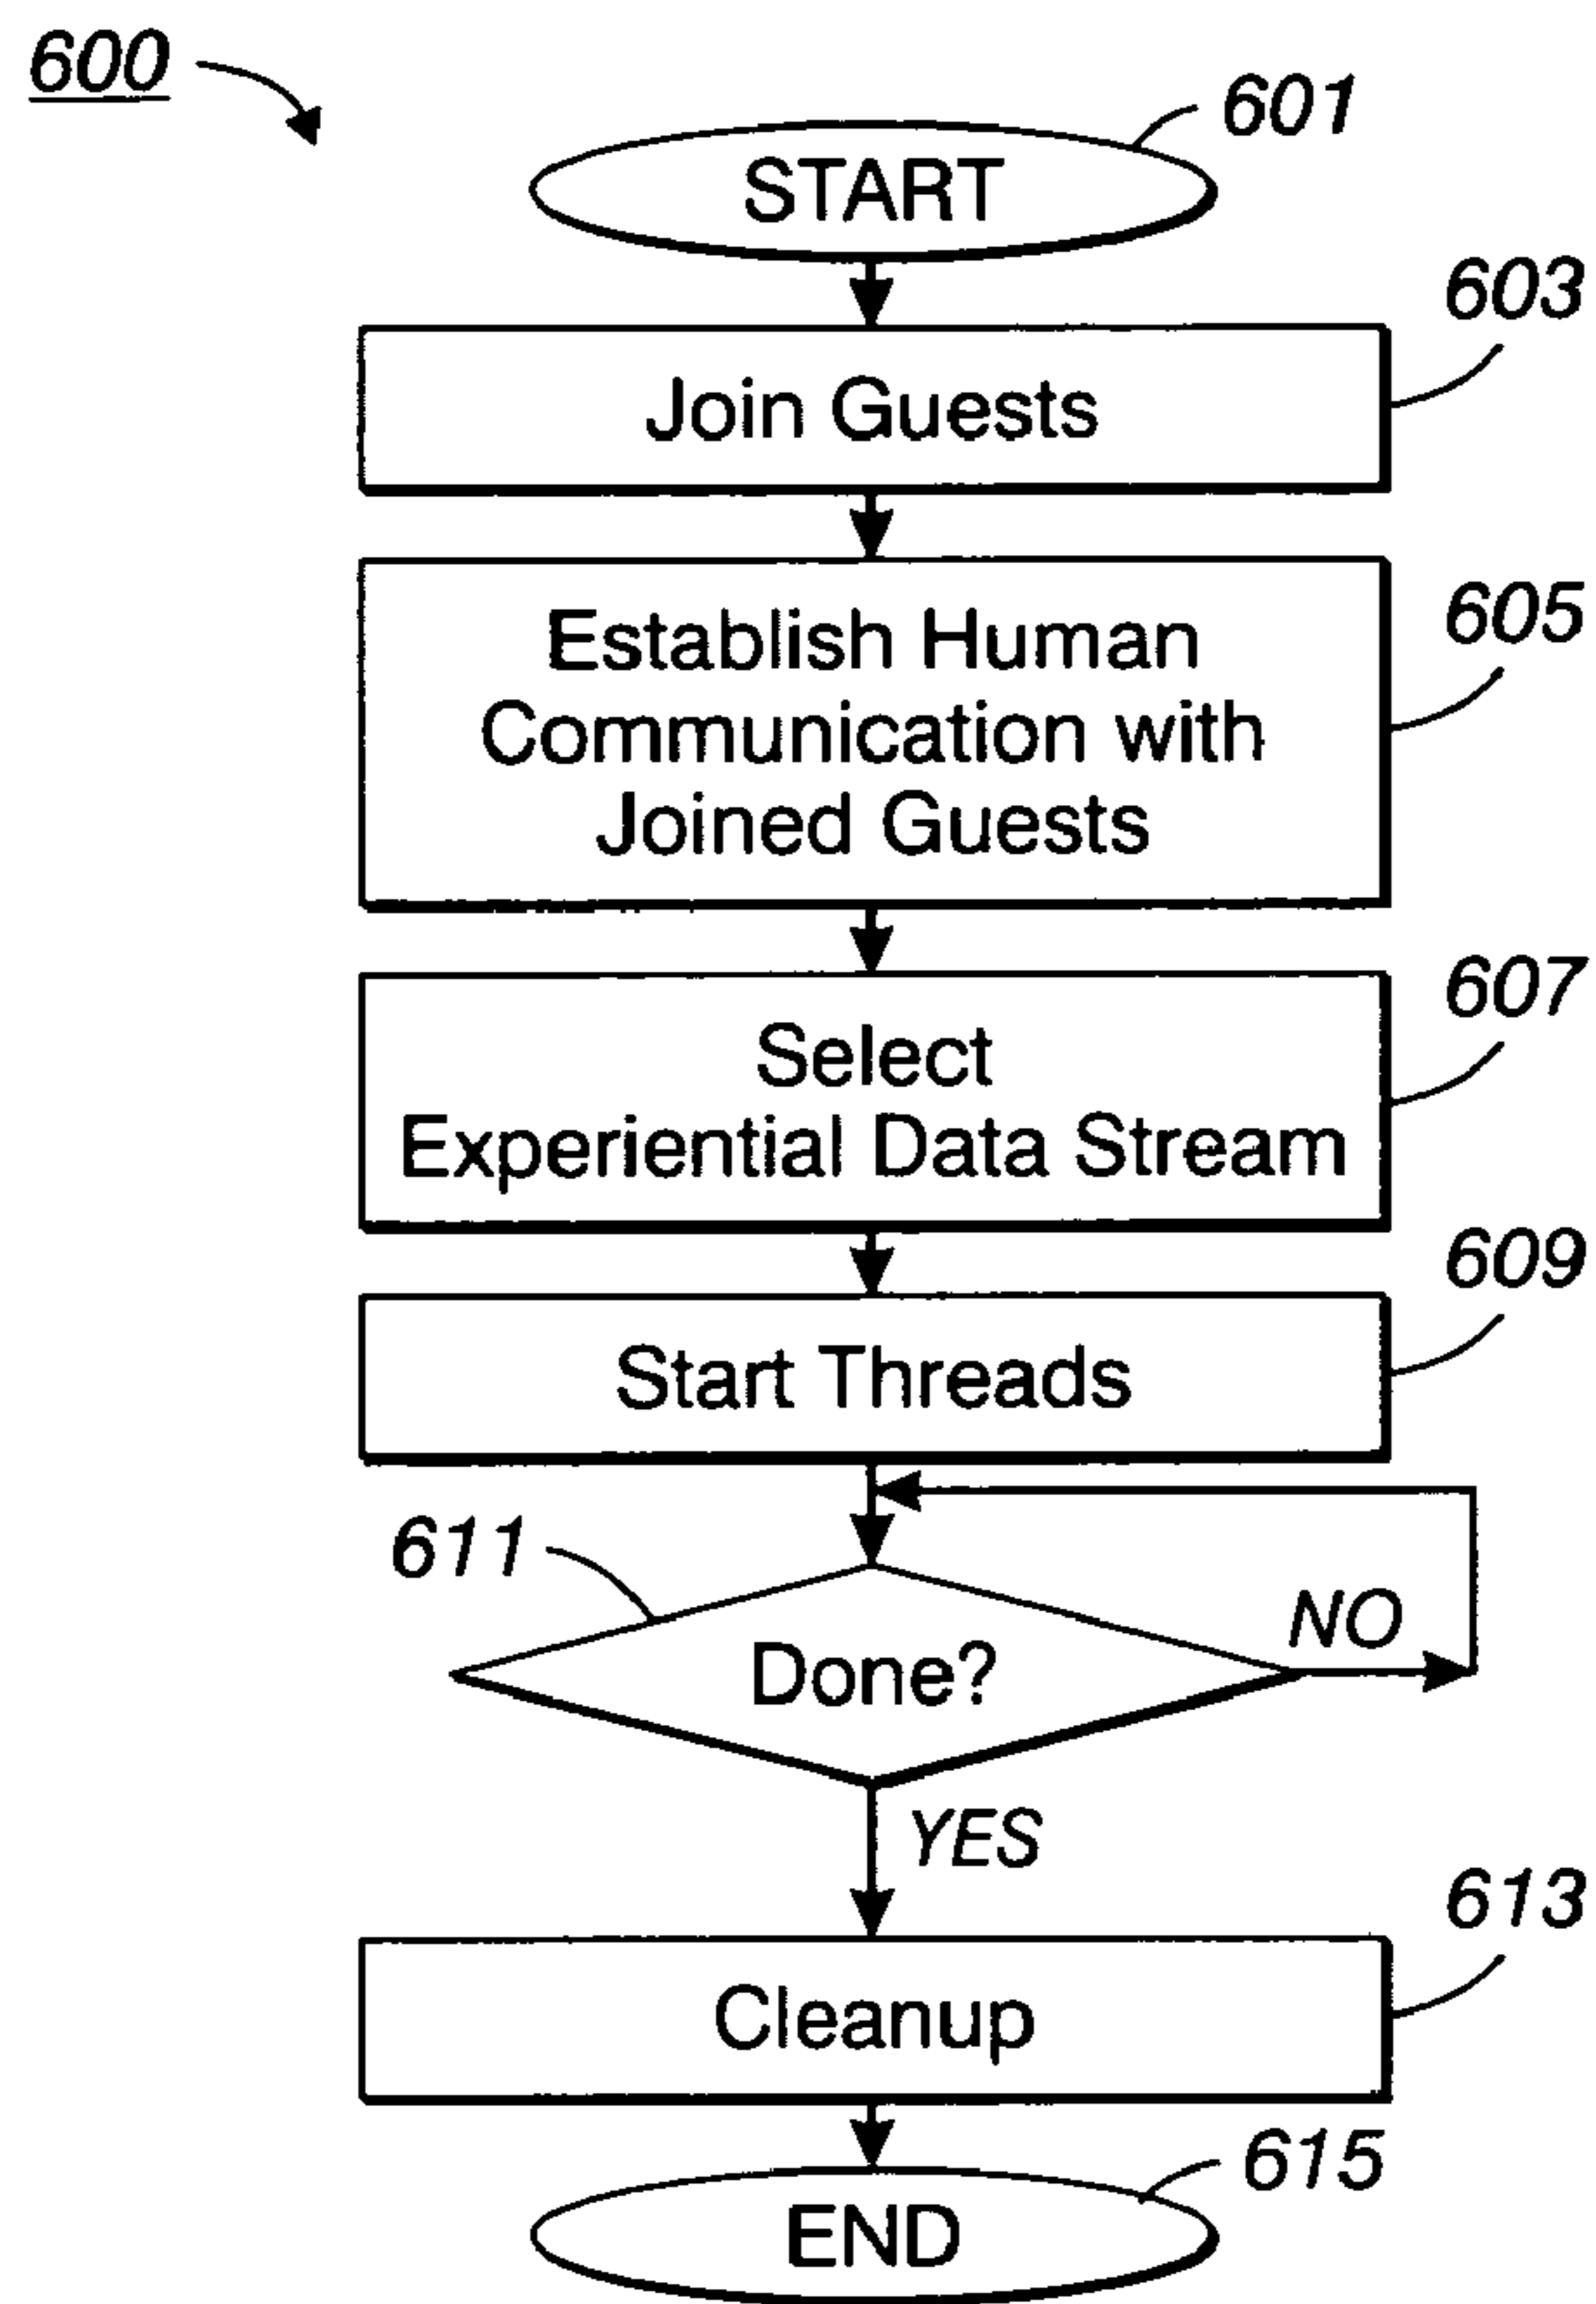 600
601
START
603
Join Guests
605
Establish Human
Communication with
Joined Guests
607
Select
Experiential Data Stream
609
Start Threads
611
NO
Done?
YES
613
Cleanup
615
END